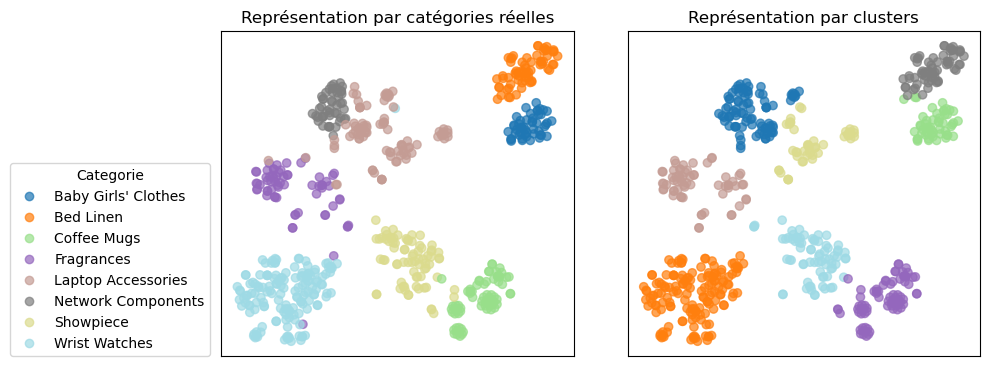 Représentation par catégories réelles
Représentation par clusters
Categorie
Baby Girls' Clothes
Bed Linen
Coffee Mugs
Fragrances
Laptop Accessories
Network Components
Showpiece
Wrist Watches